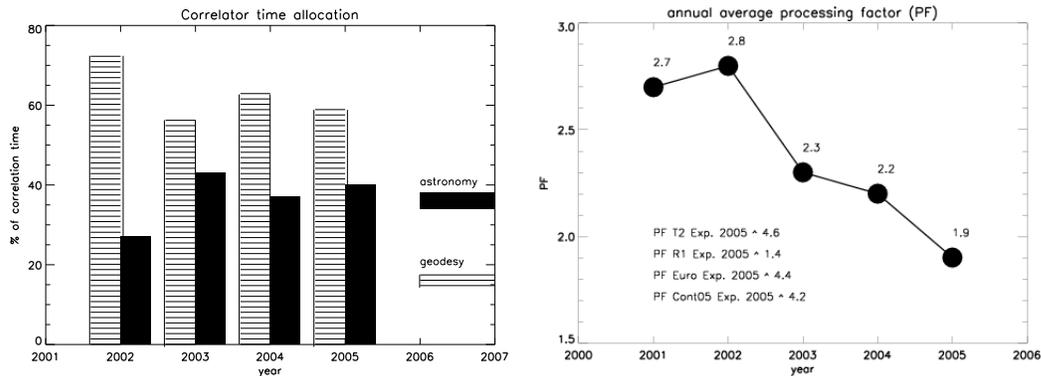 Correlator time allocation
80
60
40
20
0
% of correlation time
astronomy
geodesy
2001 2002 2003 2004 2005 2006 2007
year
annual average processing factor (PF)
3.0
2.5
2.0
1.5
PF
2.7
2.8
2.3
2.2
1.9
PF T2 Exp. 2005 ^ 4.6
PF R1 Exp. 2005 ^ 1.4
PF Euro Exp. 2005 ^ 4.4
PF Cont05 Exp. 2005 ^ 4.2
2000 2001 2002 2003 2004 2005 2006
year